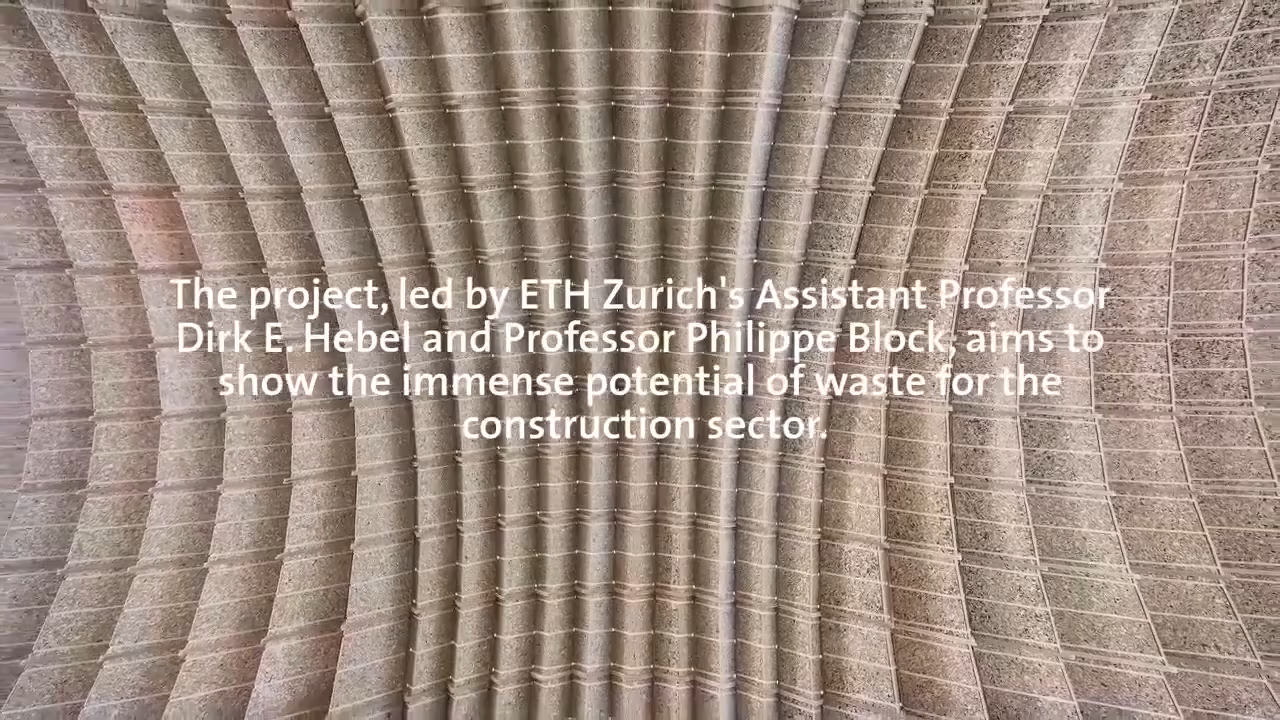 The project, led by ETH Zurich's Assistant Professor
Dirk E. Hebel and Professor Philippe Block, aims to
show the immense potential of waste for the
construction sector.